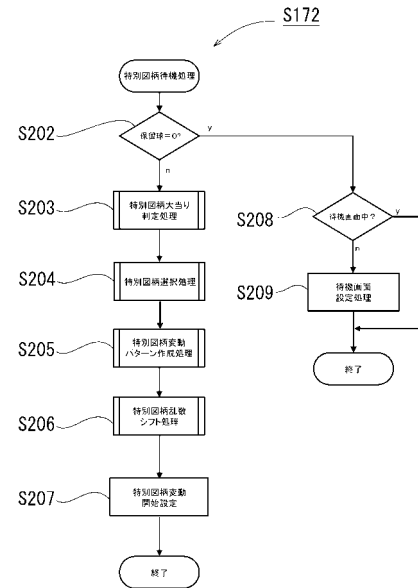 S172
特別図柄待機処理
S202
保留球=0?
y
n
S203
特別図柄大当り
判定処理
S208
待機画面中?
y
n
S204
特別図柄選択処理
S209
待機画面
設定処理
S205
特別図柄変動
パターン作成処理
終了
S206
特別図柄乱数
シフト処理
S207
特別図柄変動
開始設定
終了